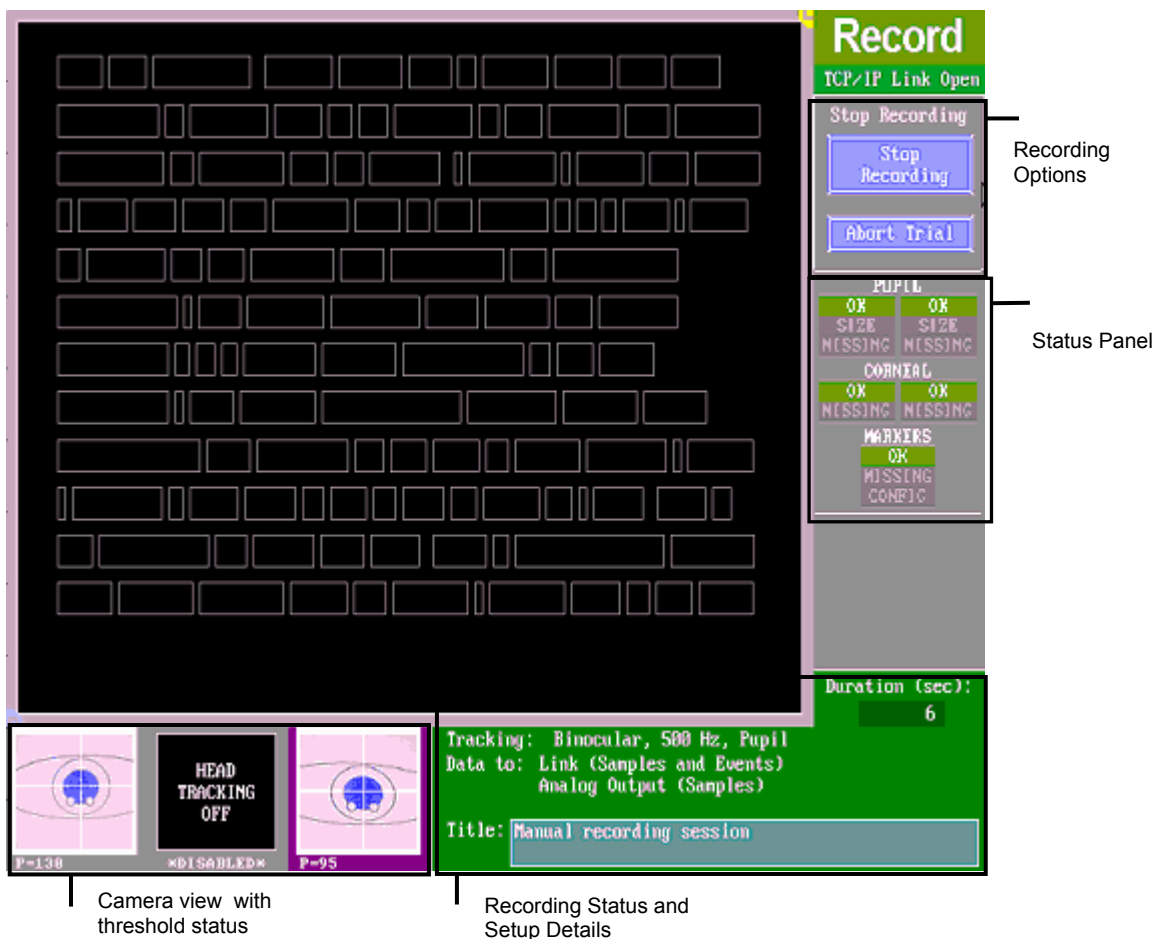 Record
TCP/IP Link Open
Stop Recording
Stop
Recording
Abort Trial
Recording
Options
PUPIL
OK OK
SIZE SIZE
MISSING MISSING
CORNEAL
OK OK
MISSING MISSING
MARKERS
OK
MISSING
CONFIG
Status Panel
Duration (sec):
6
Tracking: Binocular, 500 Hz, Pupil
Data to: Link (Samples and Events)
Analog Output (Samples)
Title: Manual recording session
HEAD
TRACKING
OFF
P=130 *DISABLED* P=95
Camera view with
threshold status
Recording Status and
Setup Details